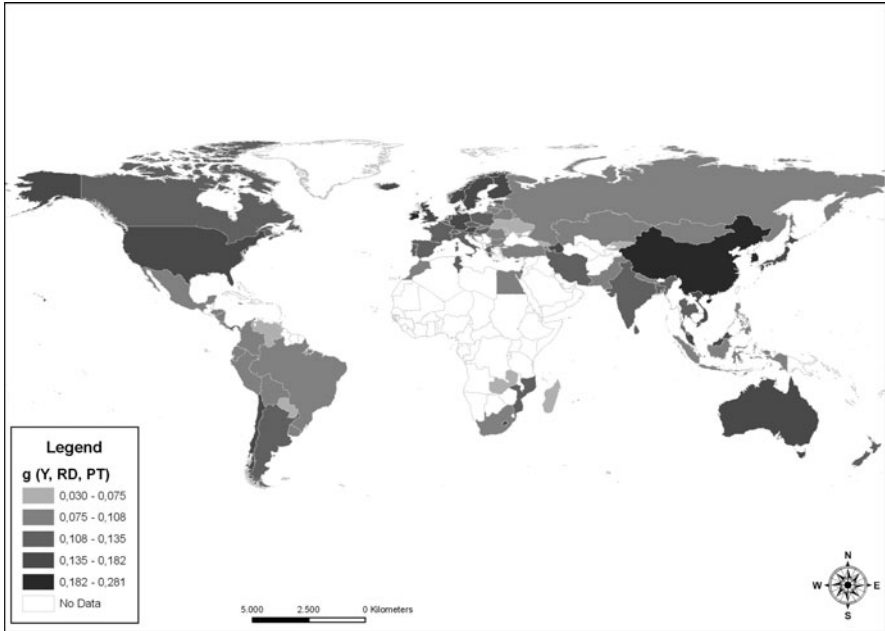 Legend
g (Y, RD, PT)
0,030 - 0,075
0,075 - 0,108
0,108 - 0,135
0,135 - 0,182
0,182 - 0,281
No Data
5.000 2.500 0 Kilometers
N
W E
S